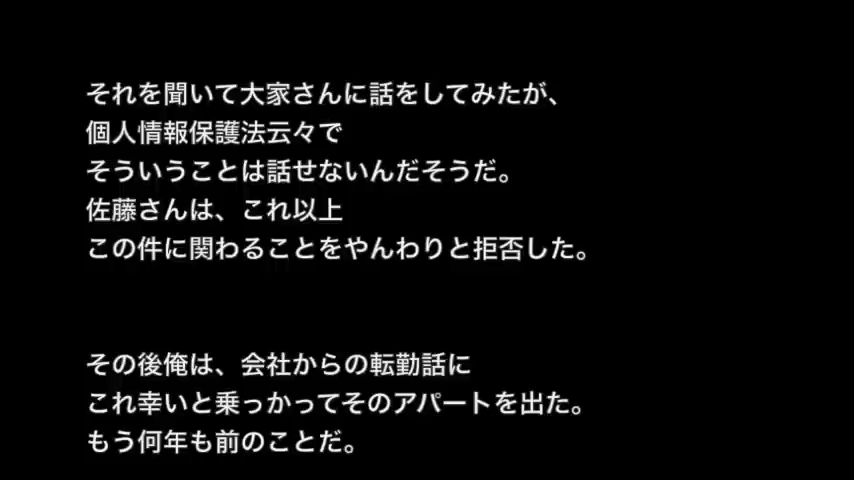 それを聞いて大家さんに話をしてみたが、
個人情報保護法云々で
そういうことは話せないんだそうだ。
佐藤さんは、これ以上
この件に関わることをやんわりと拒否した。
その後俺は、会社からの転勤話に
これ幸いと乗っかってそのアパートを出た。
もう何年も前のことだ。